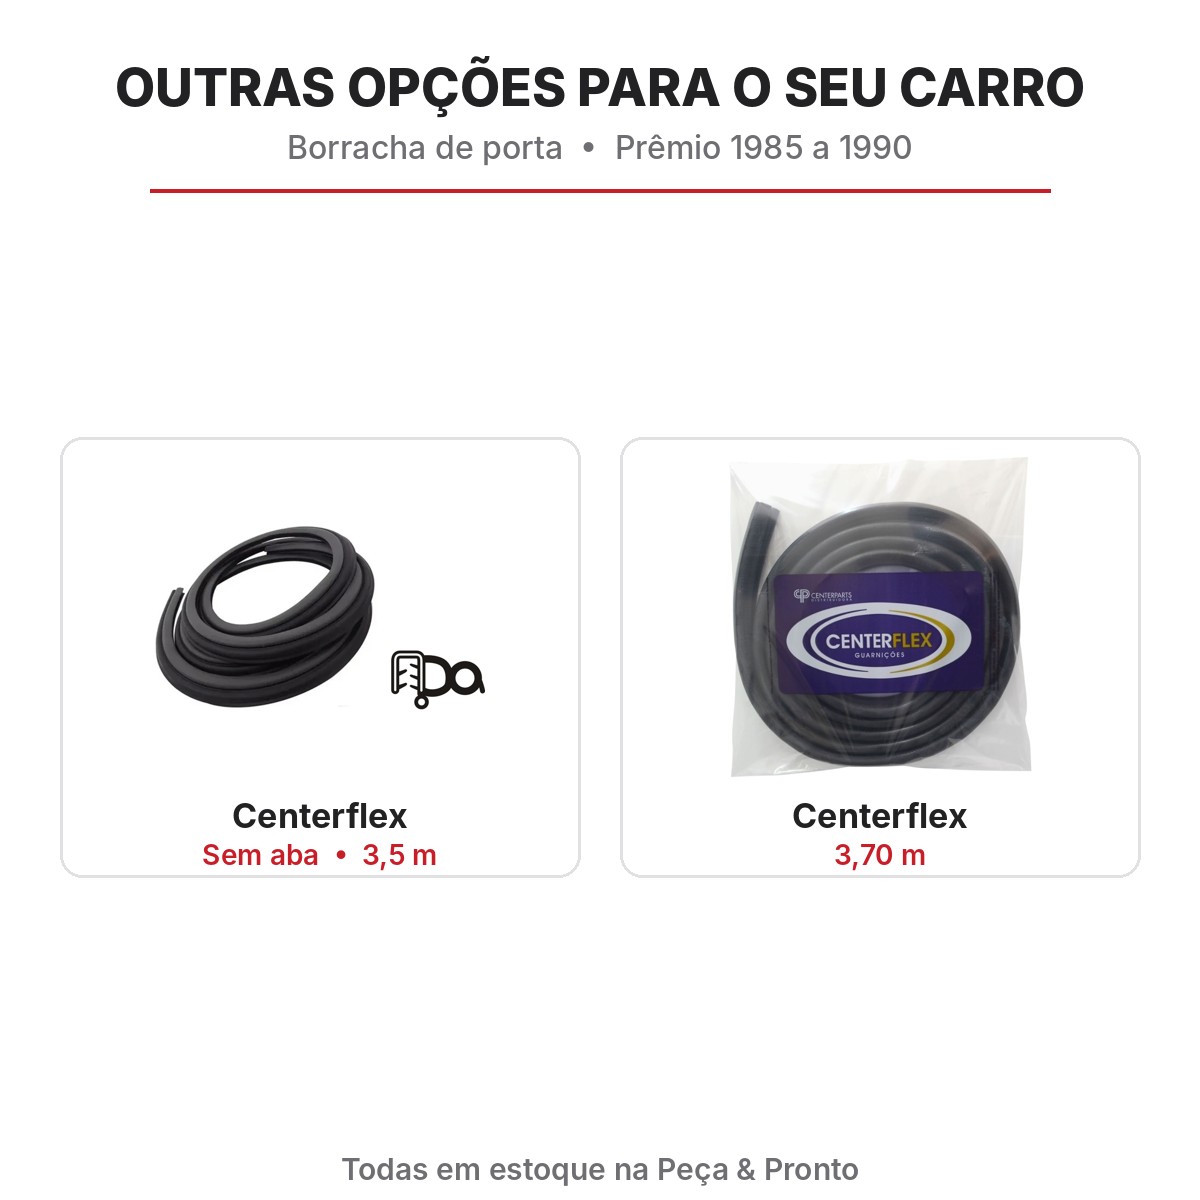 OUTRAS OPÇÕES PARA O SEU CARRO
Borracha de porta • Prêmio 1985 a 1990
CENTERPARTS
DISTRIBUIDORA
CENTERFLEX
GUARNIÇÕES
Centerflex
Sem aba • 3,5 m
Centerflex
3,70 m
Todas em estoque na Peça & Pronto